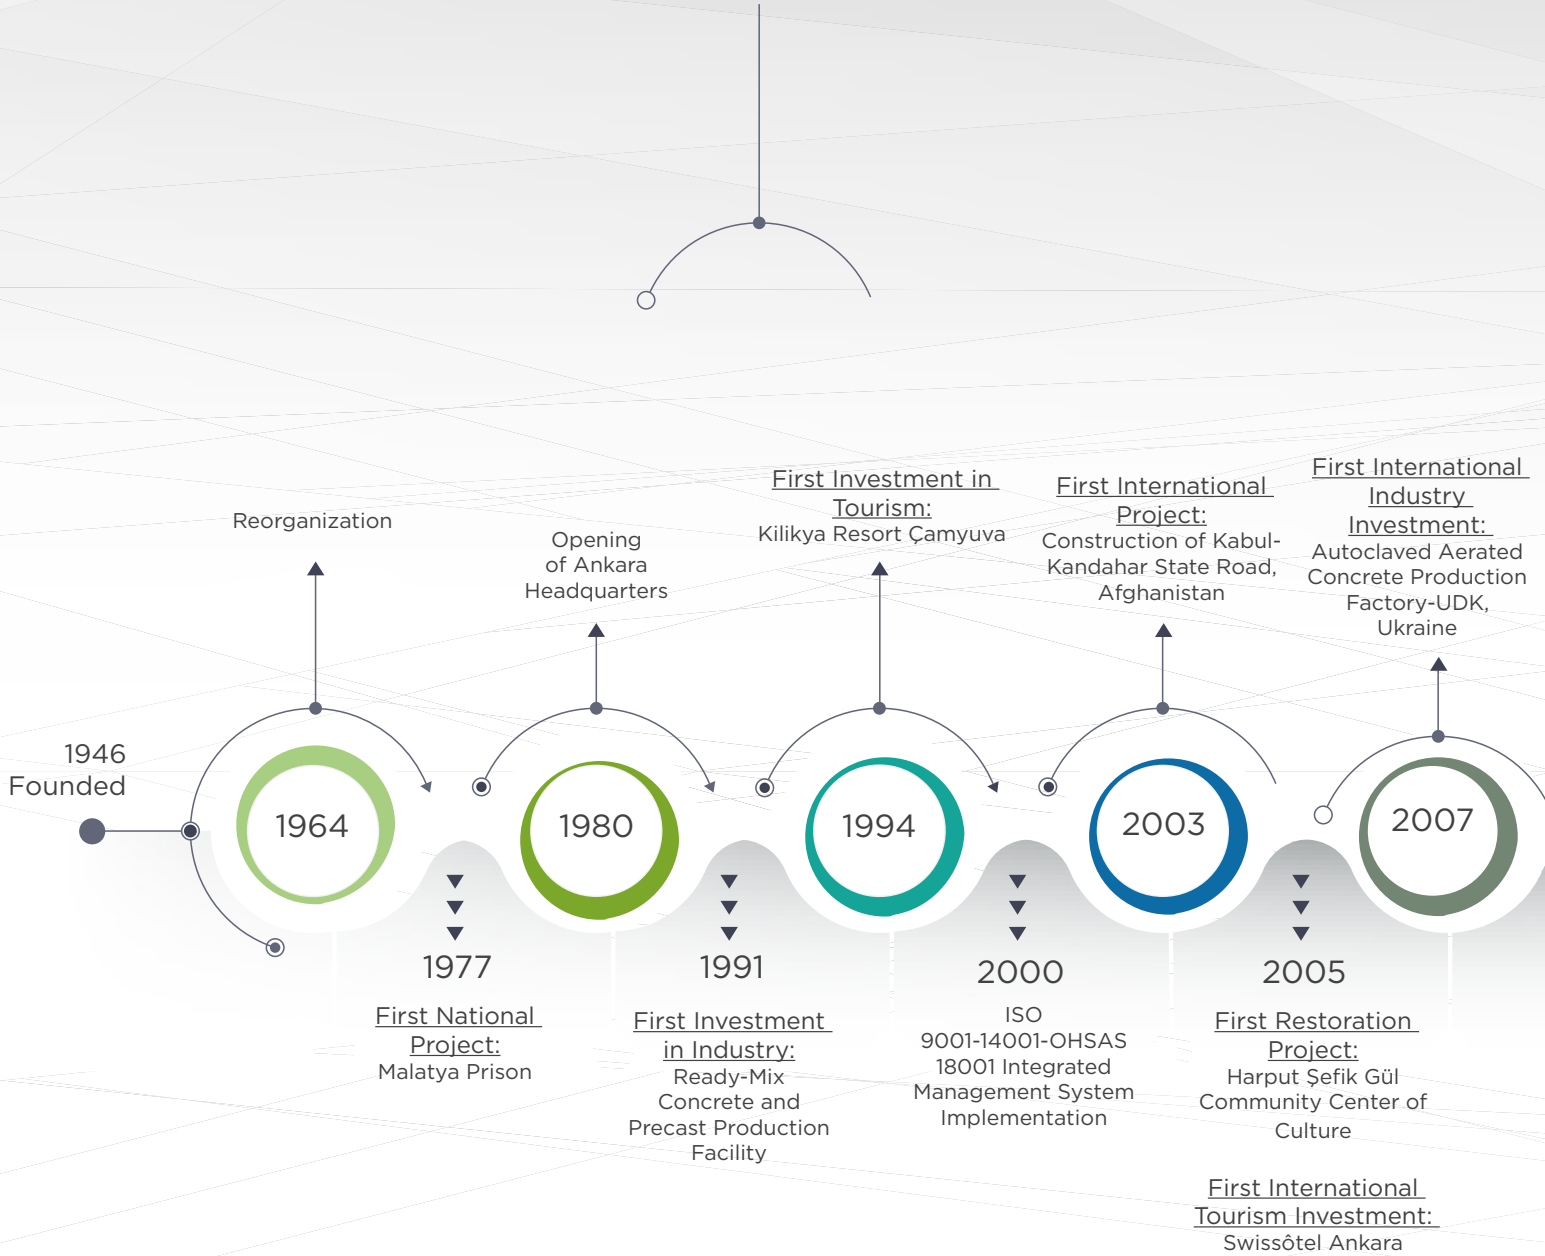 1946
Founded
Reorganization
1964
1977
First National
Project:
Malatya Prison
Opening
of Ankara
Headquarters
1980
1991
First Investment
in Industry:
Ready-Mix
Concrete and
Precast Production
Facility
First Investment in
Tourism:
Kilikya Resort Çamyuva
1994
2000
ISO
9001-14001-OHSAS
18001 Integrated
Management System
Implementation
First International
Project:
Construction of Kabul-
Kandahar State Road,
Afghanistan
2003
2005
First Restoration
Project:
Harput Şefik Gül
Community Center of
Culture
First International
Tourism Investment:
Swissôtel Ankara
First International
Industry
Investment:
Autoclaved Aerated
Concrete Production
Factory-UDK,
Ukraine
2007